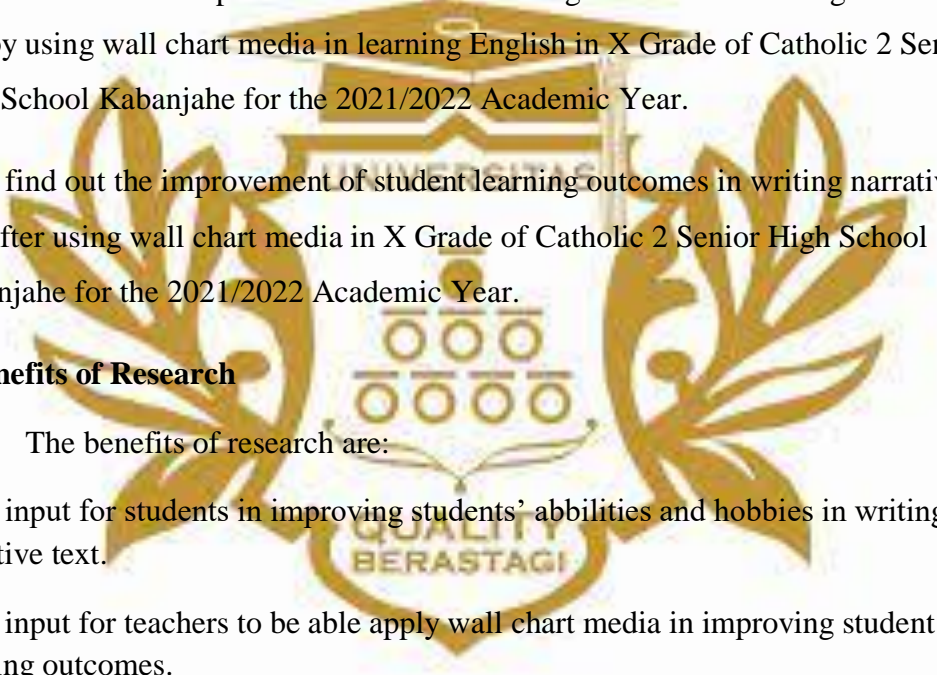 by using wall chart media in learning English in X Grade of Catholic 2 Sen
School Kabanjahe for the 2021/2022 Academic Year.
find out the improvement of student learning outcomes in writing narrativ
fter using wall chart media in X Grade of Catholic 2 Senior High School
njahe for the 2021/2022 Academic Year.
nefits of Research
The benefits of research are:
input for students in improving students’ abbilities and hobbies in writing
tive text.
input for teachers to be able apply wall chart media in improving student
ing outcomes.
UNIVERSITAS
QUALITY
BERASTAGI